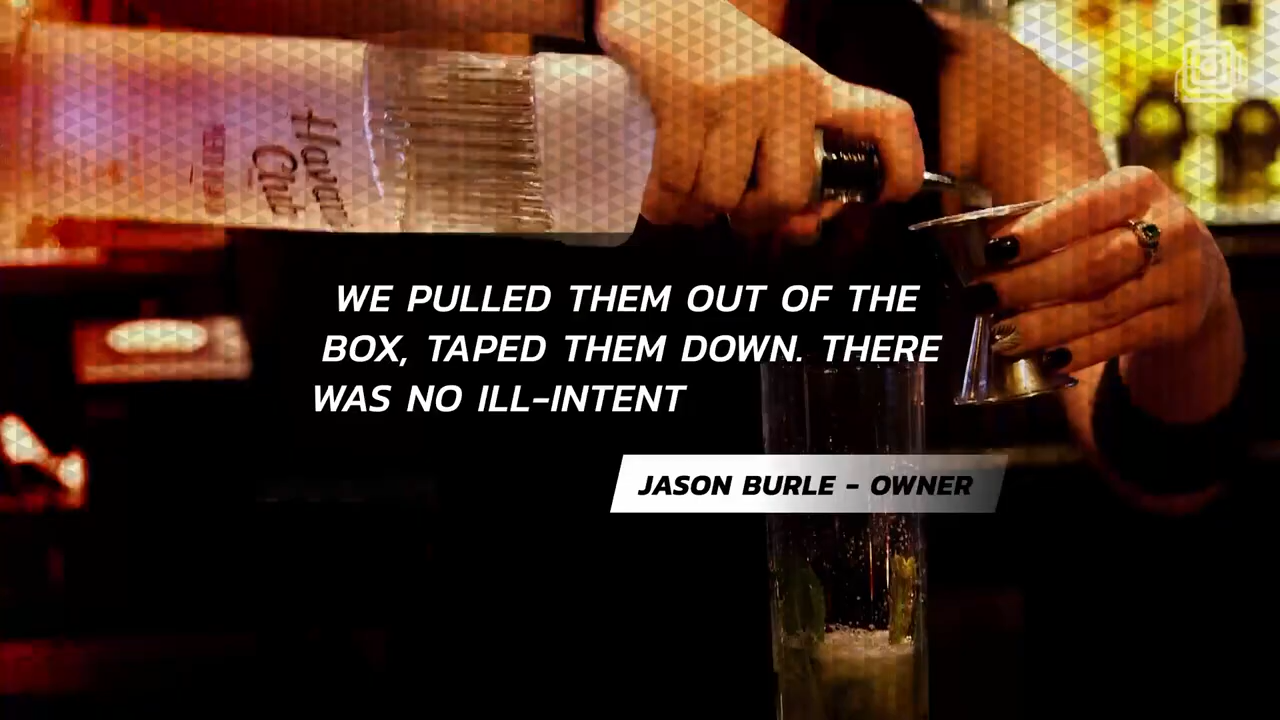 Havana
Club
WE PULLED THEM OUT OF THE
BOX, TAPED THEM DOWN. THERE
WAS NO ILL-INTENT
JASON BURLE - OWNER